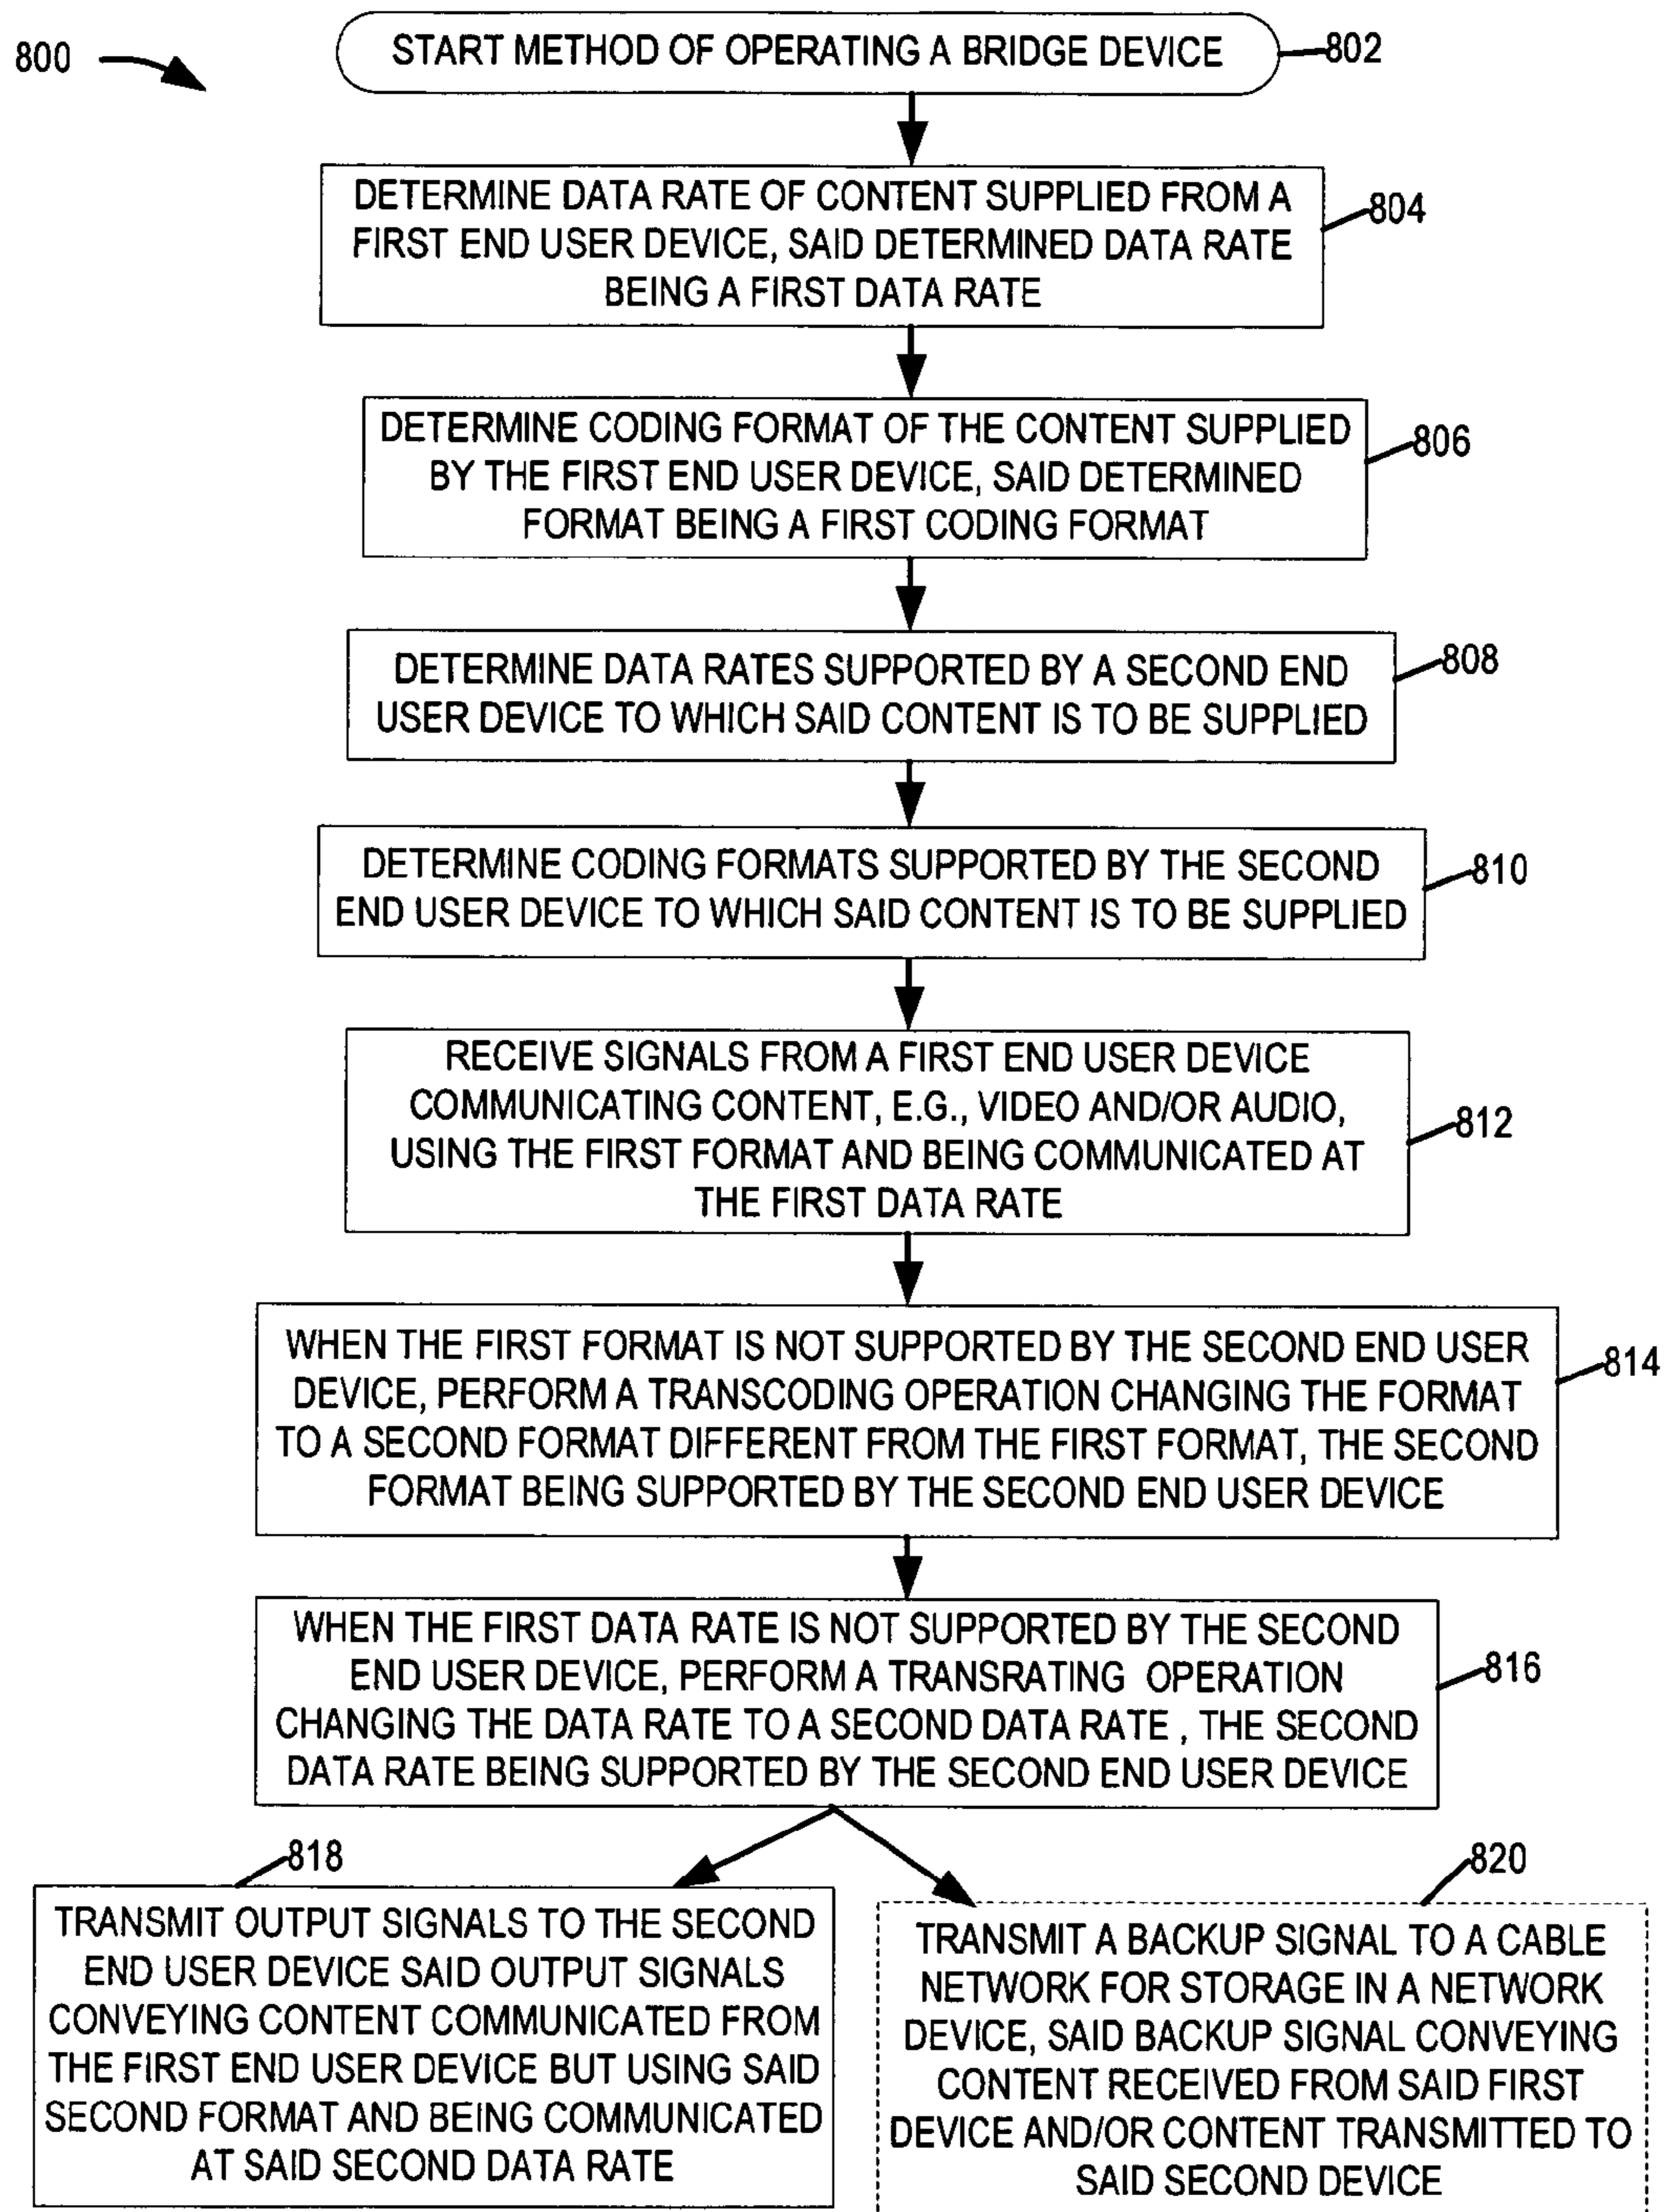 800
START METHOD OF OPERATING A BRIDGE DEVICE
802
DETERMINE DATA RATE OF CONTENT SUPPLIED FROM A
FIRST END USER DEVICE, SAID DETERMINED DATA RATE
BEING A FIRST DATA RATE
804
DETERMINE CODING FORMAT OF THE CONTENT SUPPLIED
BY THE FIRST END USER DEVICE, SAID DETERMINED
FORMAT BEING A FIRST CODING FORMAT
806
DETERMINE DATA RATES SUPPORTED BY A SECOND END
USER DEVICE TO WHICH SAID CONTENT IS TO BE SUPPLIED
808
DETERMINE CODING FORMATS SUPPORTED BY THE SECOND
END USER DEVICE TO WHICH SAID CONTENT IS TO BE SUPPLIED
810
RECEIVE SIGNALS FROM A FIRST END USER DEVICE
COMMUNICATING CONTENT, E.G., VIDEO AND/OR AUDIO,
USING THE FIRST FORMAT AND BEING COMMUNICATED AT
THE FIRST DATA RATE
812
WHEN THE FIRST FORMAT IS NOT SUPPORTED BY THE SECOND END USER
DEVICE, PERFORM A TRANSCODING OPERATION CHANGING THE FORMAT
TO A SECOND FORMAT DIFFERENT FROM THE FIRST FORMAT, THE SECOND
FORMAT BEING SUPPORTED BY THE SECOND END USER DEVICE
814
WHEN THE FIRST DATA RATE IS NOT SUPPORTED BY THE SECOND
END USER DEVICE, PERFORM A TRANSRATING OPERATION
CHANGING THE DATA RATE TO A SECOND DATA RATE , THE SECOND
DATA RATE BEING SUPPORTED BY THE SECOND END USER DEVICE
816
818
TRANSMIT OUTPUT SIGNALS TO THE SECOND
END USER DEVICE SAID OUTPUT SIGNALS
CONVEYING CONTENT COMMUNICATED FROM
THE FIRST END USER DEVICE BUT USING SAID
SECOND FORMAT AND BEING COMMUNICATED
AT SAID SECOND DATA RATE
820
TRANSMIT A BACKUP SIGNAL TO A CABLE
NETWORK FOR STORAGE IN A NETWORK
DEVICE, SAID BACKUP SIGNAL CONVEYING
CONTENT RECEIVED FROM SAID FIRST
DEVICE AND/OR CONTENT TRANSMITTED TO
SAID SECOND DEVICE